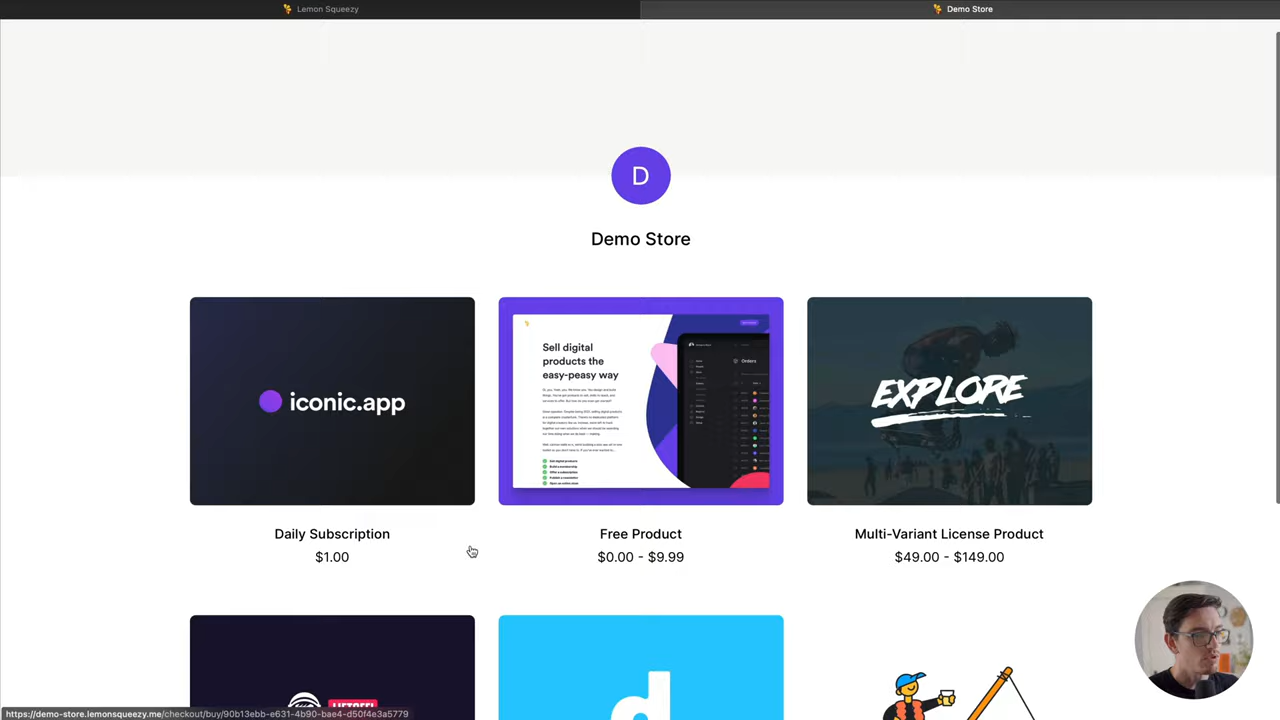 Lemon Squeezy
Demo Store
D
Demo Store
iconic.app
Sell digital
products the
easy-peasy way
Orders
EXPLORE
Daily Subscription
Free Product
Multi-Variant License Product
$1.00
$0.00 - $9.99
$49.00 - $149.00
d
https://demo-store.lemonsqueezy.me/checkout/buy/90b13ebb-e631-4b90-bae4-d50f4e3a5779